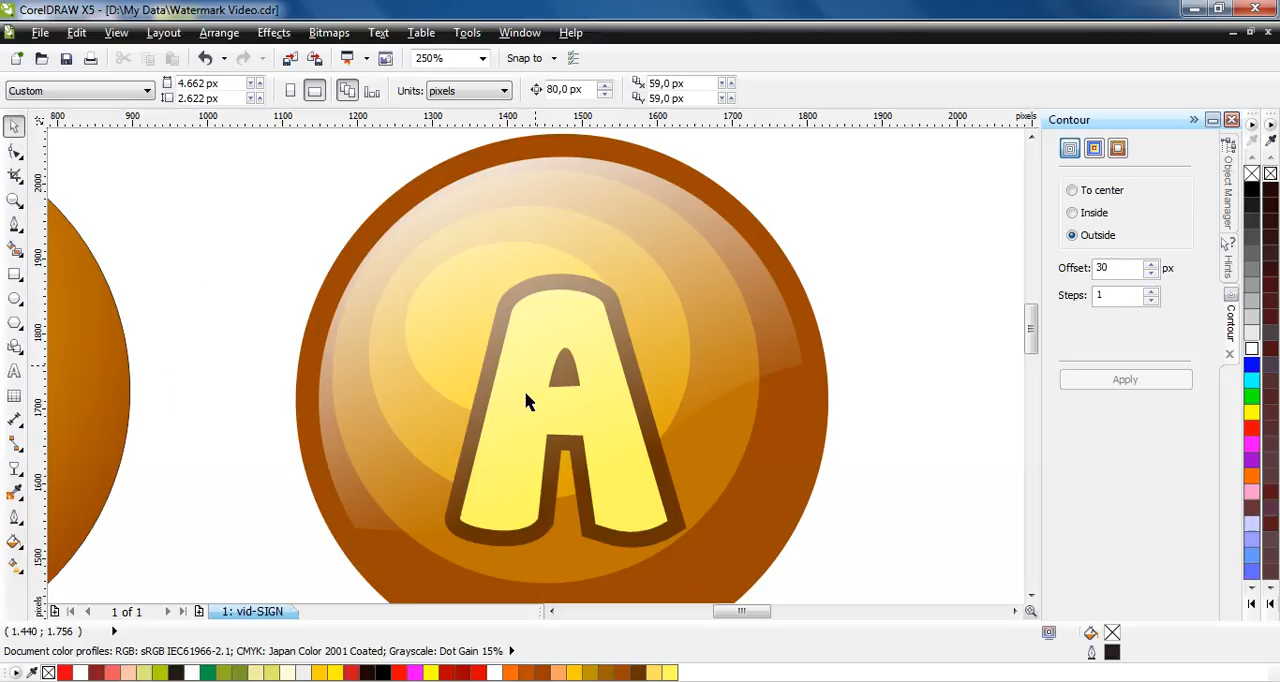 CorelDRAW X5 - [D:\My Data\Watermark Video.cdr]
File Edit View Layout Arrange Effects Bitmaps Text Table Tools Window Help
250% Snap to
Custom 4.662 px 2.622 px Units: pixels 80,0 px 59,0 px 59,0 px
800 900 1000 1100 1200 1300 1400 1500 1600 1700 1800 1900 2000 pixels
2000 1900 1800 1700 1600 1500 pixels
A
Contour
To center
Inside
Outside
Offset: 30 px
Steps: 1
Apply
Object Manager
Hints
Contour
1 of 1 1: vid-SIGN
( 1.440 ; 1.756 )
Document color profiles: RGB: sRGB IEC61966-2.1; CMYK: Japan Color 2001 Coated; Grayscale: Dot Gain 15%